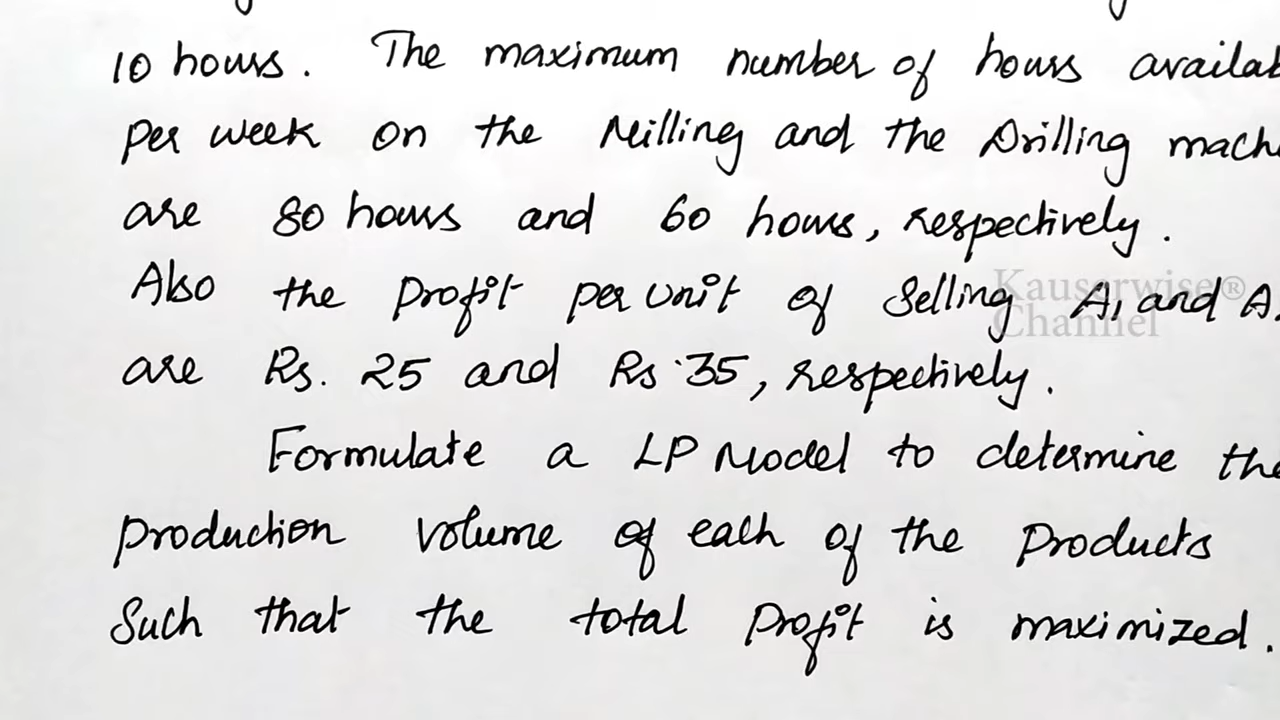 10 hours. The maximum number of hours availab
Per week on the Milling and the Drilling mach
are 80 hours and 60 hours, respectively.
Also the Profit per unit of Selling A1 and A
are Rs. 25 and Rs. 35, respectively.
Formulate a LP Model to determine the
production volume of each of the Products
Such that the total Profit is maximized.
Kauserwise®
Channel